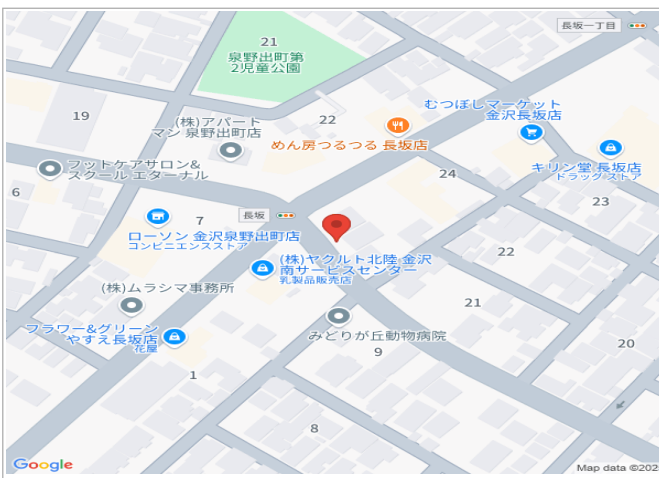 長坂一丁目
21
泉野出町第
2児童公園
むつぼしマーケット
金沢長坂店
19
(株)アパート
マン 泉野出町店
22
めん房つるつる 長坂店
キリン堂 長坂店
ドラッグストア
フットケアサロン&
スクール エターナル
24
6
23
長坂
7
ローソン 金沢泉野出町店
コンビニエンスストア
(株)ヤクルト北陸 金沢
南サービスセンター
乳製品販売店
22
(株)ムラシマ事務所
21
フラワー&グリーン
やすえ長坂店
花屋
みどりが丘動物病院
9
20
1
8
Google
Map data ©202